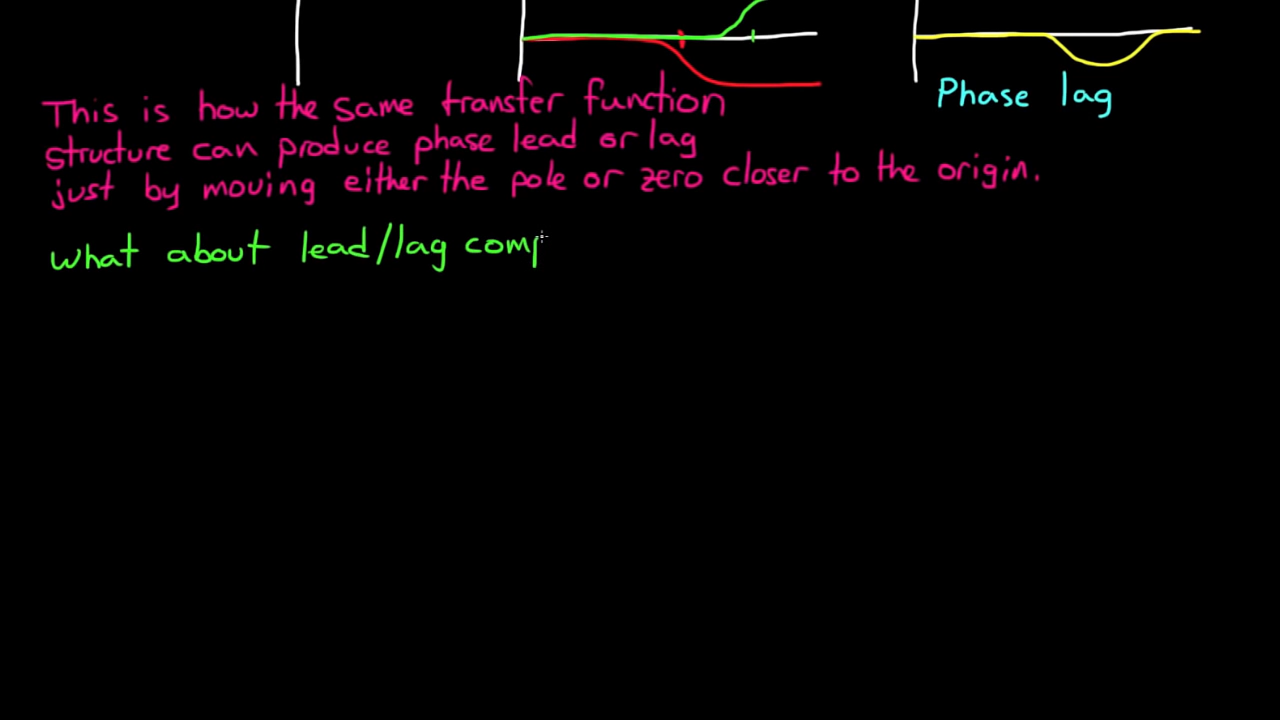 Phase lag
This is how the same transfer function
structure can produce phase lead or lag
just by moving either the pole or zero closer to the origin.
what about lead/lag comp